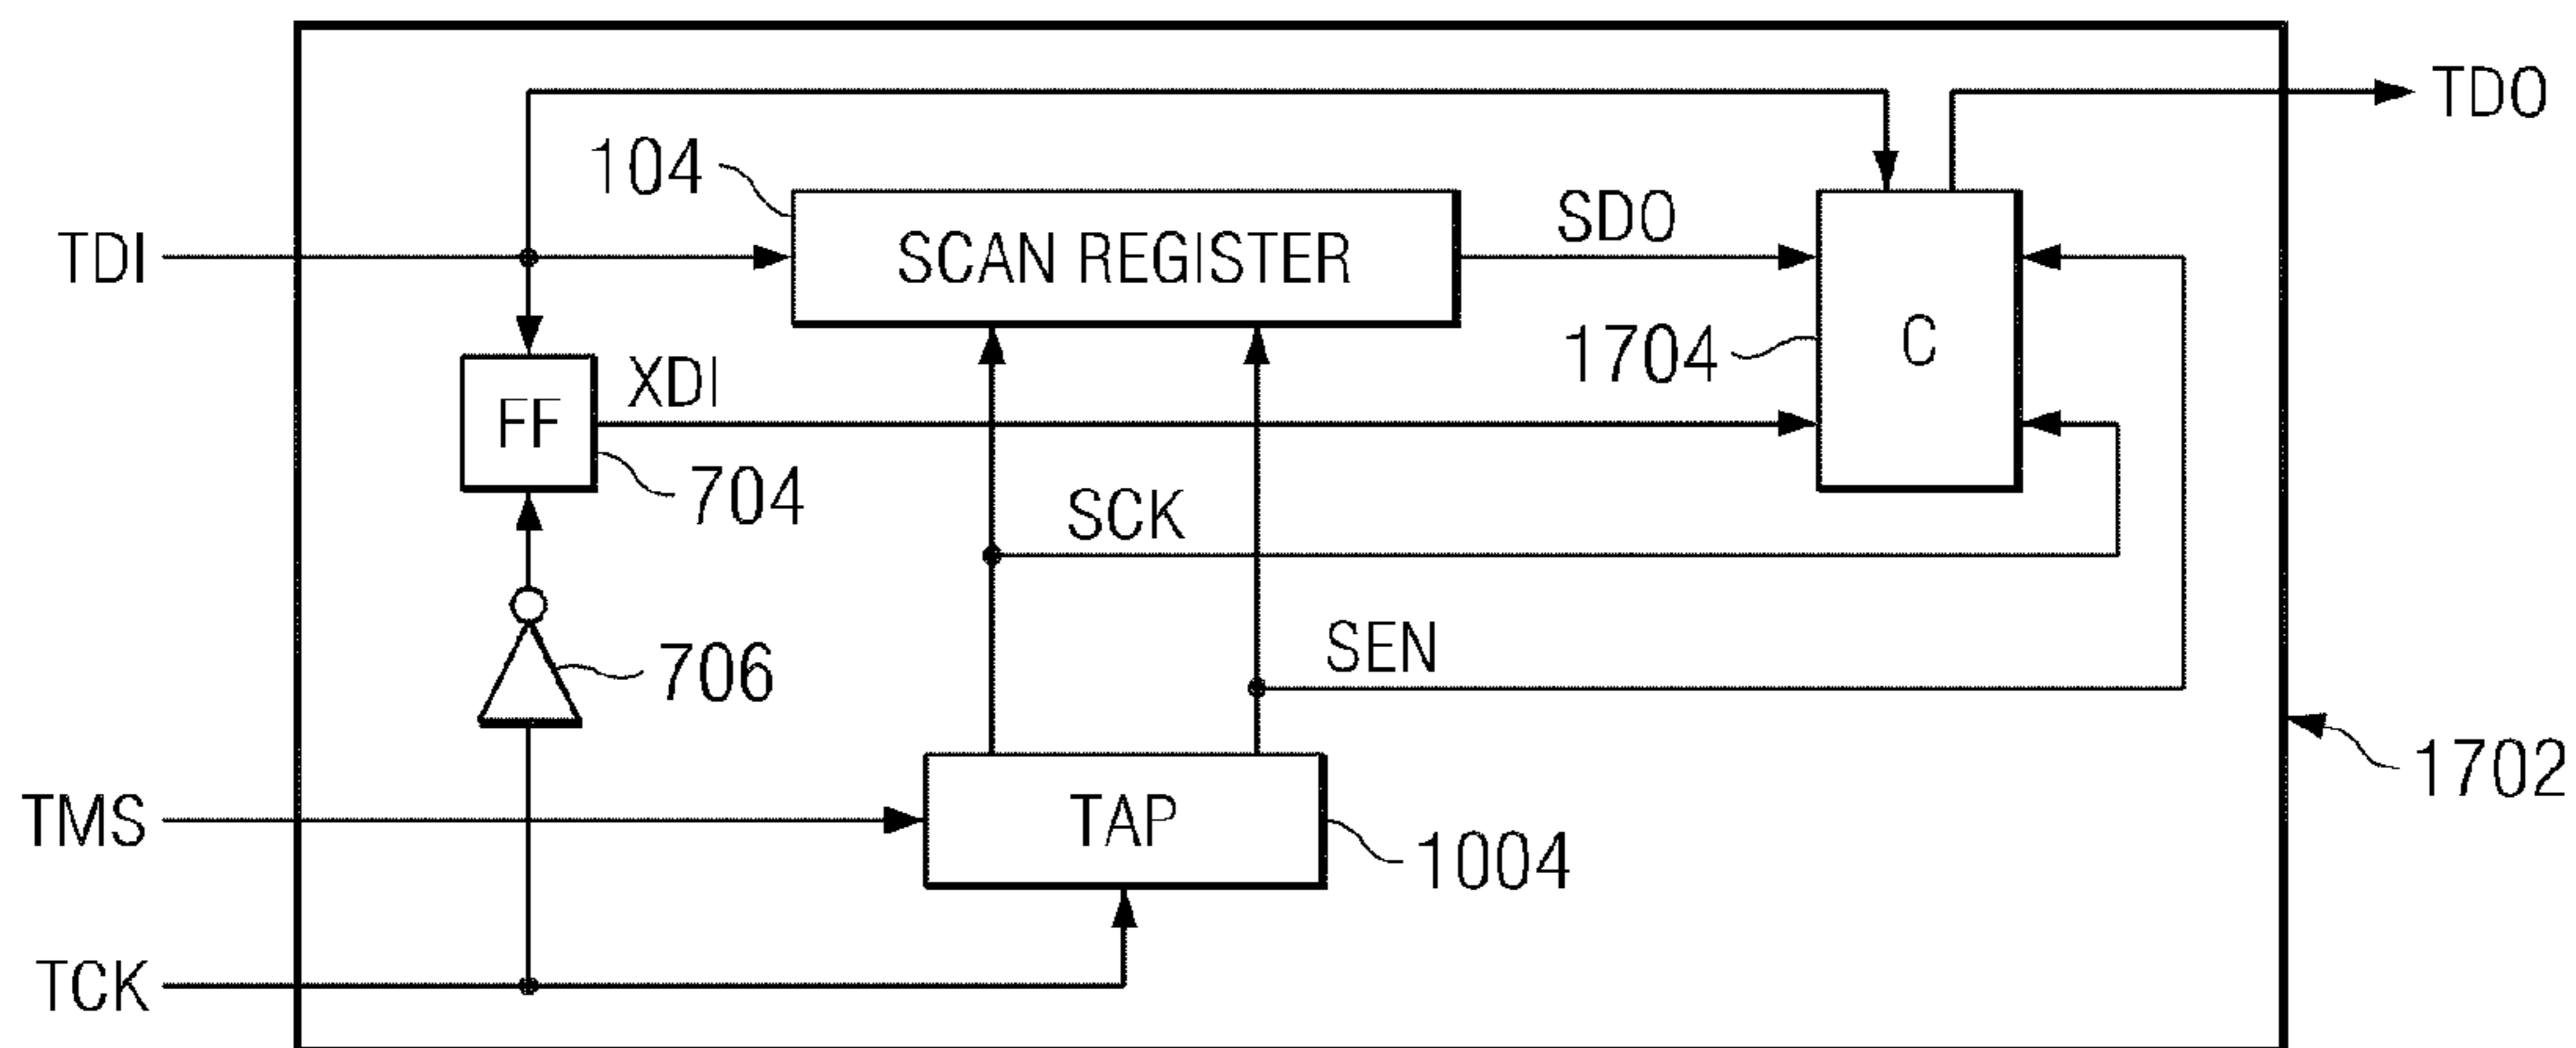 TDO
104
TDI
SCAN REGISTER
SDO
C
1704
FF
XDI
704
SCK
706
SEN
TMS
TAP
1004
1702
TCK